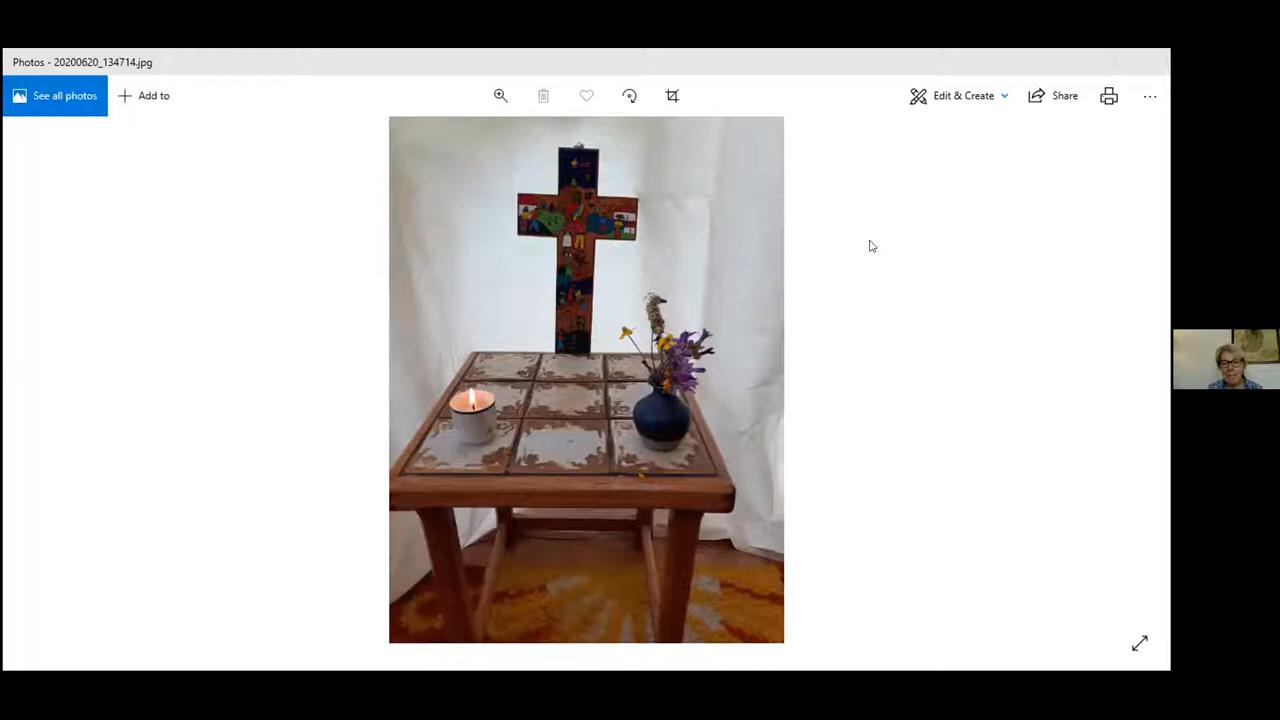 Photos - 20200620_134714.jpg
See all photos
Add to
Edit & Create
Share